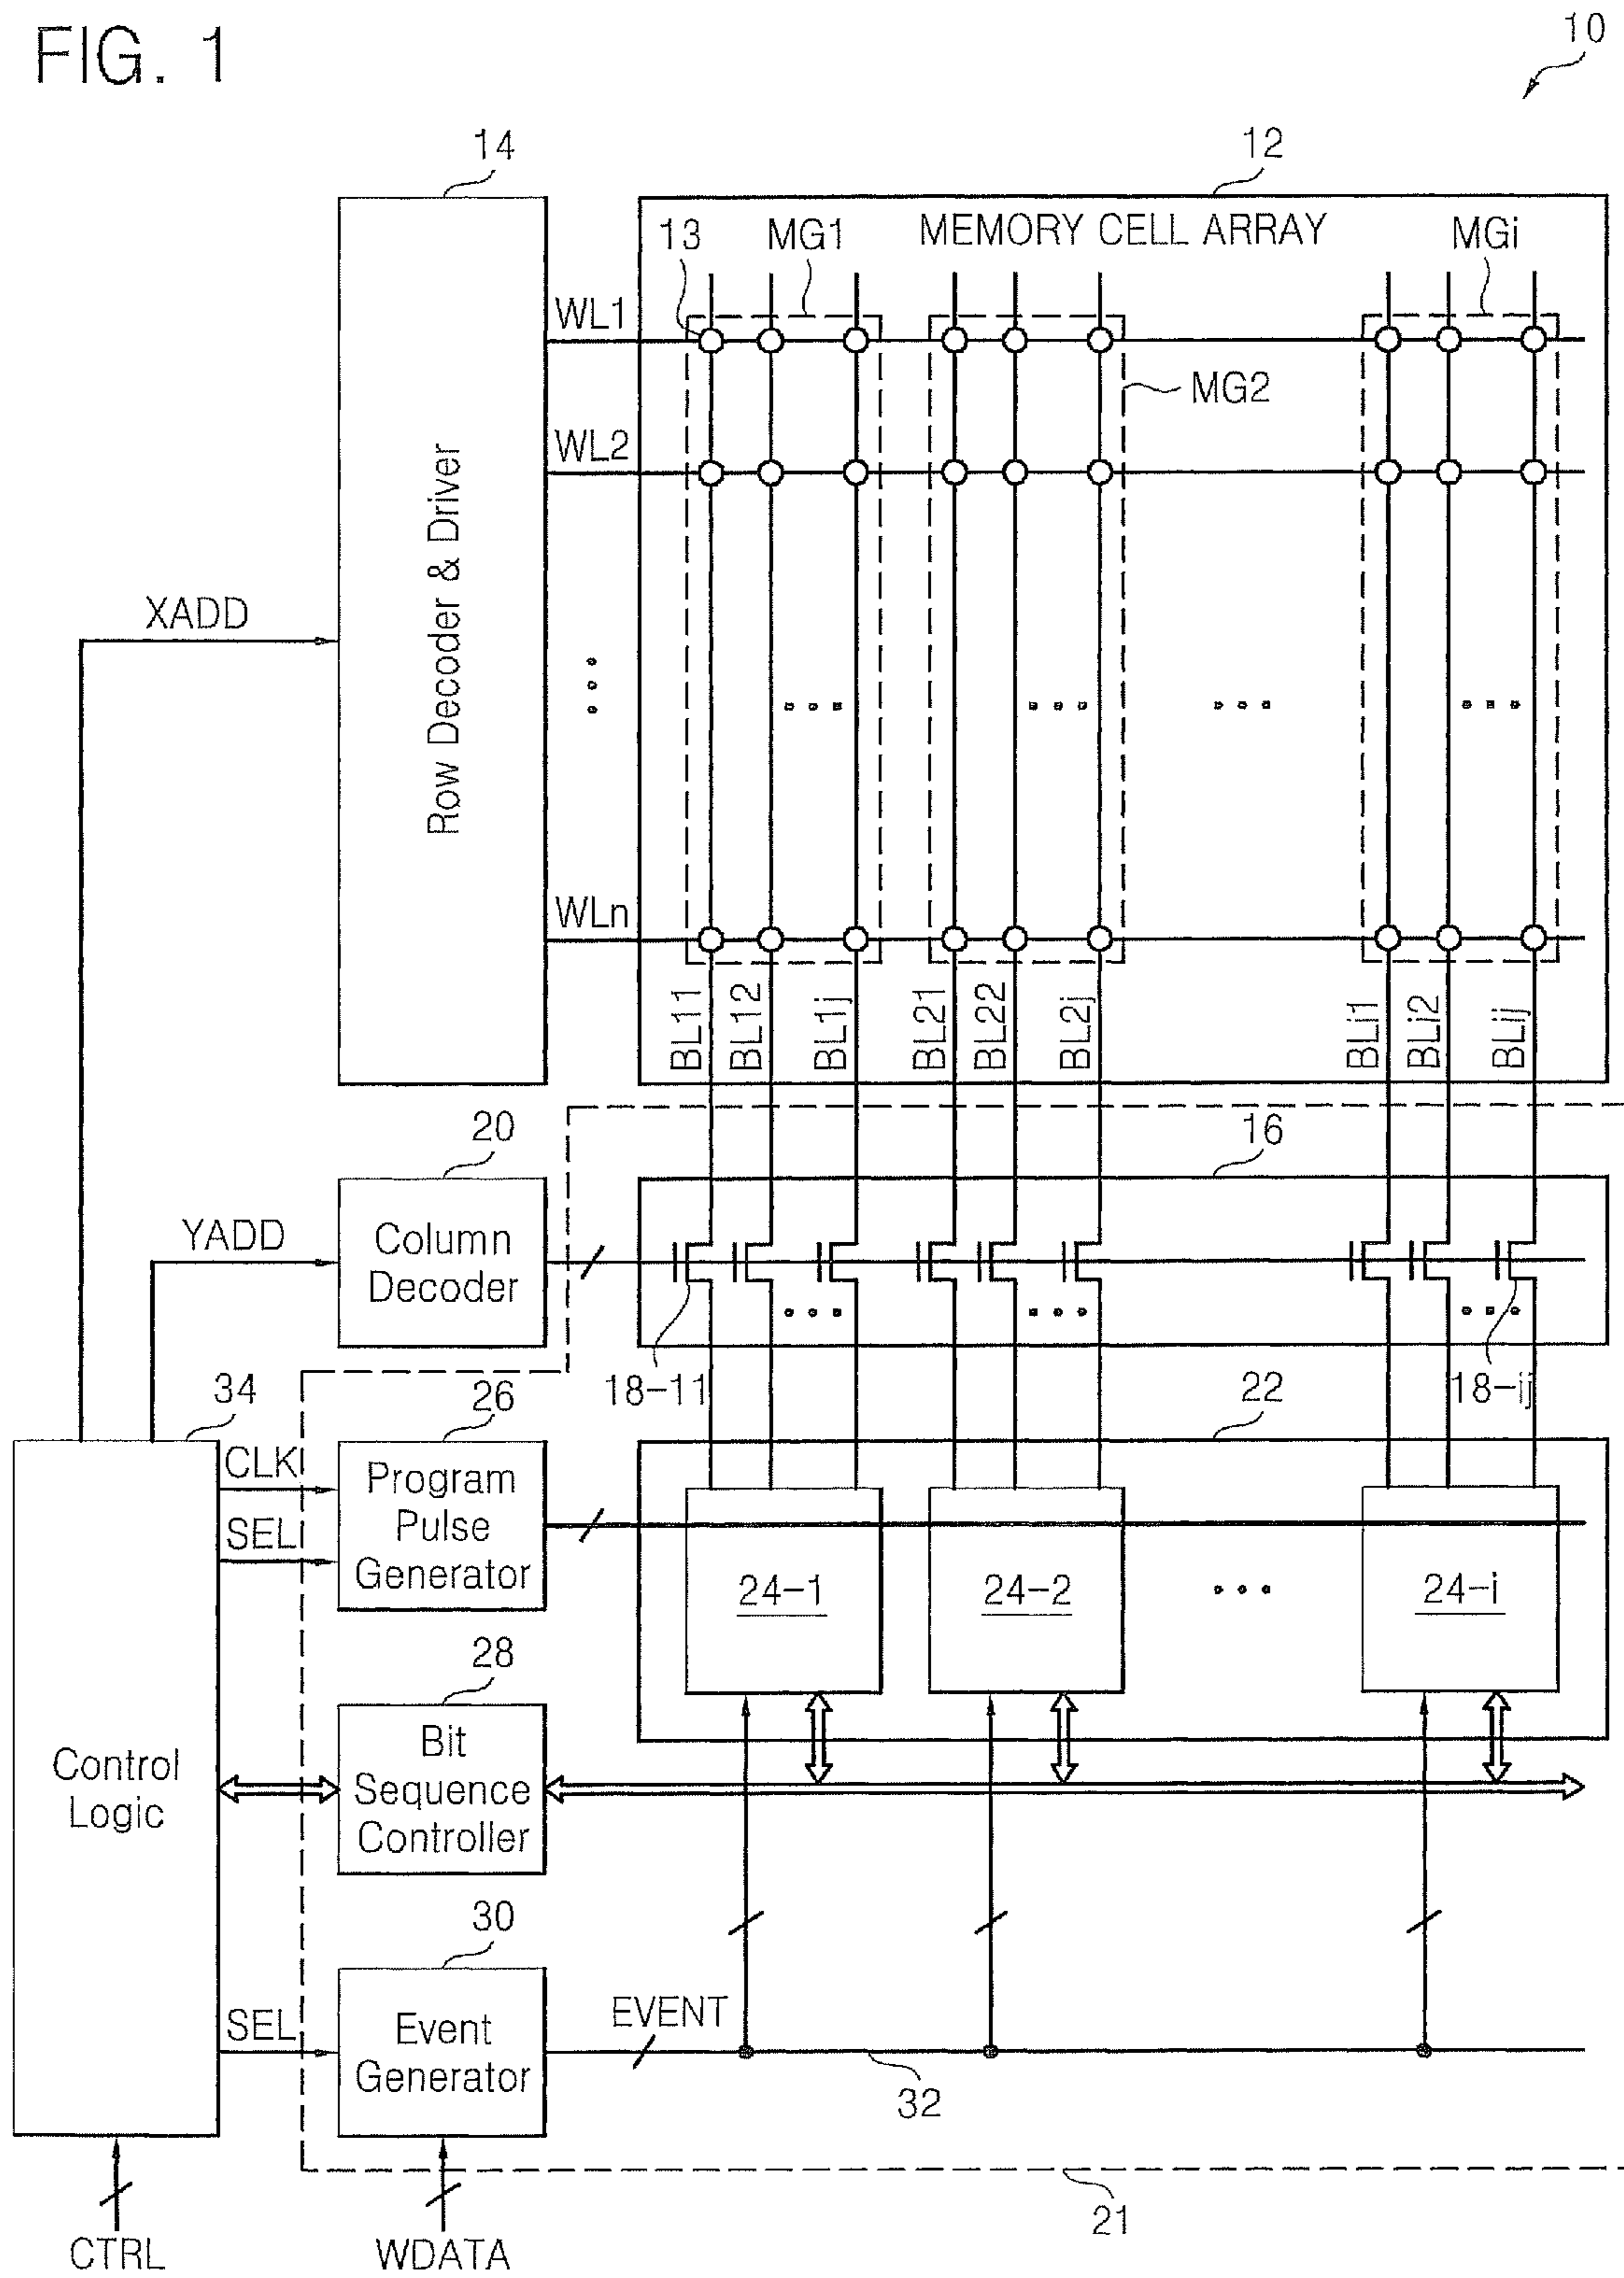 FIG. 1
10
14
12
13
MG1
MEMORY CELL ARRAY
MGi
WL1
MG2
WL2
Row Decoder & Driver
XADD
WLn
BL11
BL12
BL1j
BL21
BL22
BL2j
BLi1
BLi2
BLij
20
16
YADD
Column
Decoder
18-11
18-ij
34
26
22
CLK
SEL
Program
Pulse
Generator
24-1
24-2
24-i
28
Control
Logic
Bit
Sequence
Controller
30
SEL
Event
Generator
EVENT
32
21
CTRL
WDATA